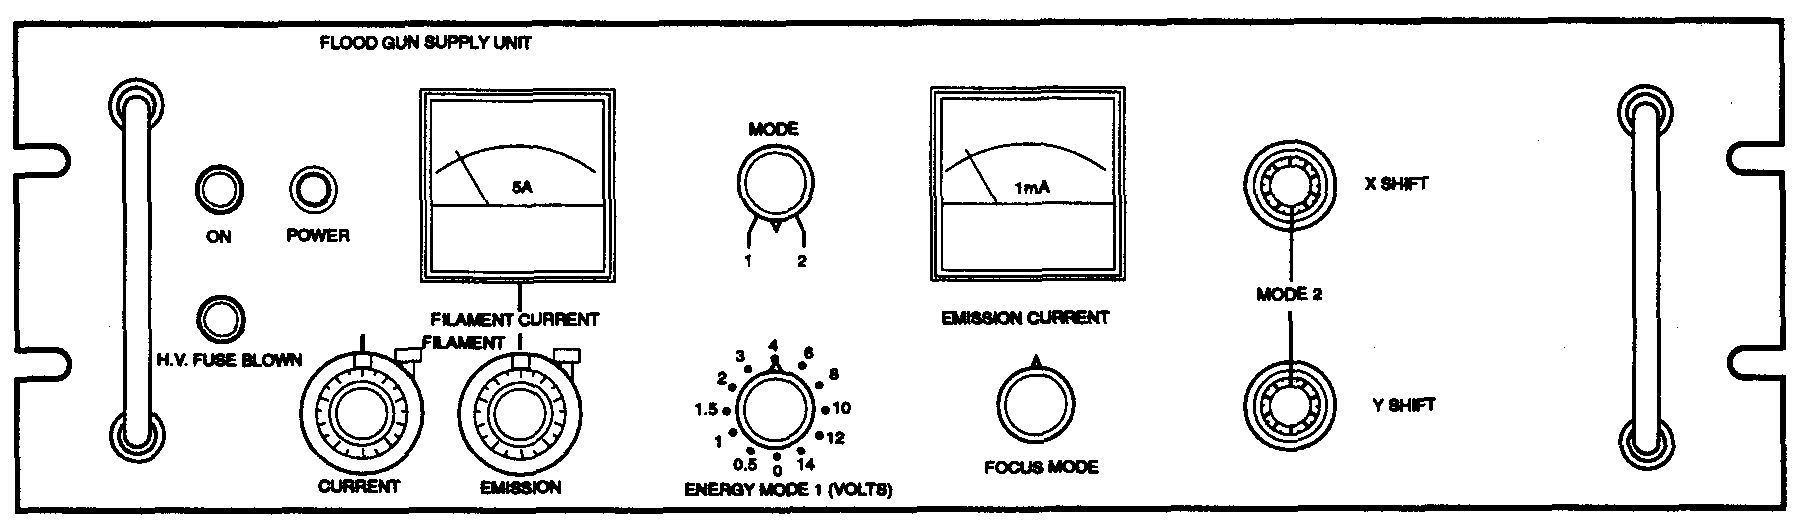 FLOOD GUN SUPPLY UNIT
MODE
5A
1mA
X SHIFT
ON
POWER
1
2
MODE 2
FILAMENT CURRENT
EMISSION CURRENT
FILAMENT
H.V. FUSE BLOWN
4
3
6
2
8
1.5
10
Y SHIFT
1
12
0.5
0
14
FOCUS MODE
CURRENT
EMISSION
ENERGY MODE 1 (VOLTS)